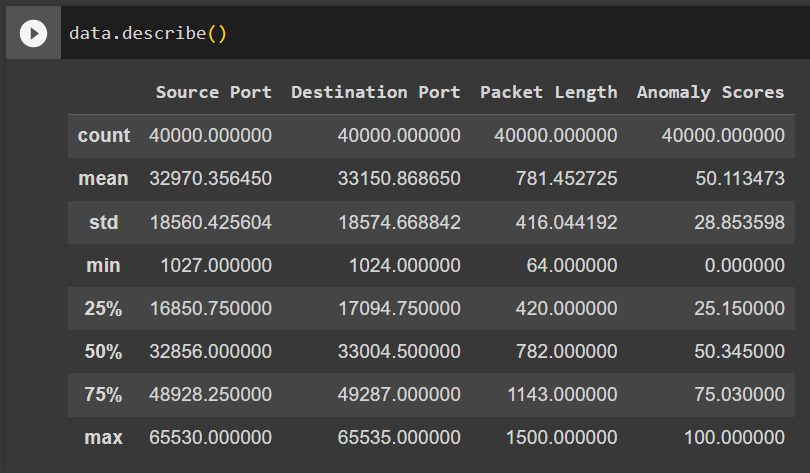 data.describe()
Source Port Destination Port Packet Length Anomaly Scores
count 40000.000000 40000.000000 40000.000000 40000.000000
mean 32970.356450 33150.868650 781.452725 50.113473
std 18560.425604 18574.668842 416.044192 28.853598
min 1027.000000 1024.000000 64.000000 0.000000
25% 16850.750000 17094.750000 420.000000 25.150000
50% 32856.000000 33004.500000 782.000000 50.345000
75% 48928.250000 49287.000000 1143.000000 75.030000
max 65530.000000 65535.000000 1500.000000 100.000000